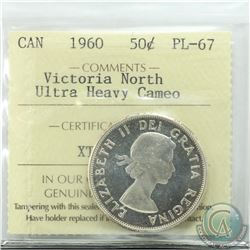 CAN 1960 50¢ PL-67
COMMENTS
Victoria North
Ultra Heavy Cameo
CERTIFICA
XT
IN OUR
GENUIN
Tampering with this seale
Have holder replaced if
ELIZABETH II DEI GRATIA REGINA